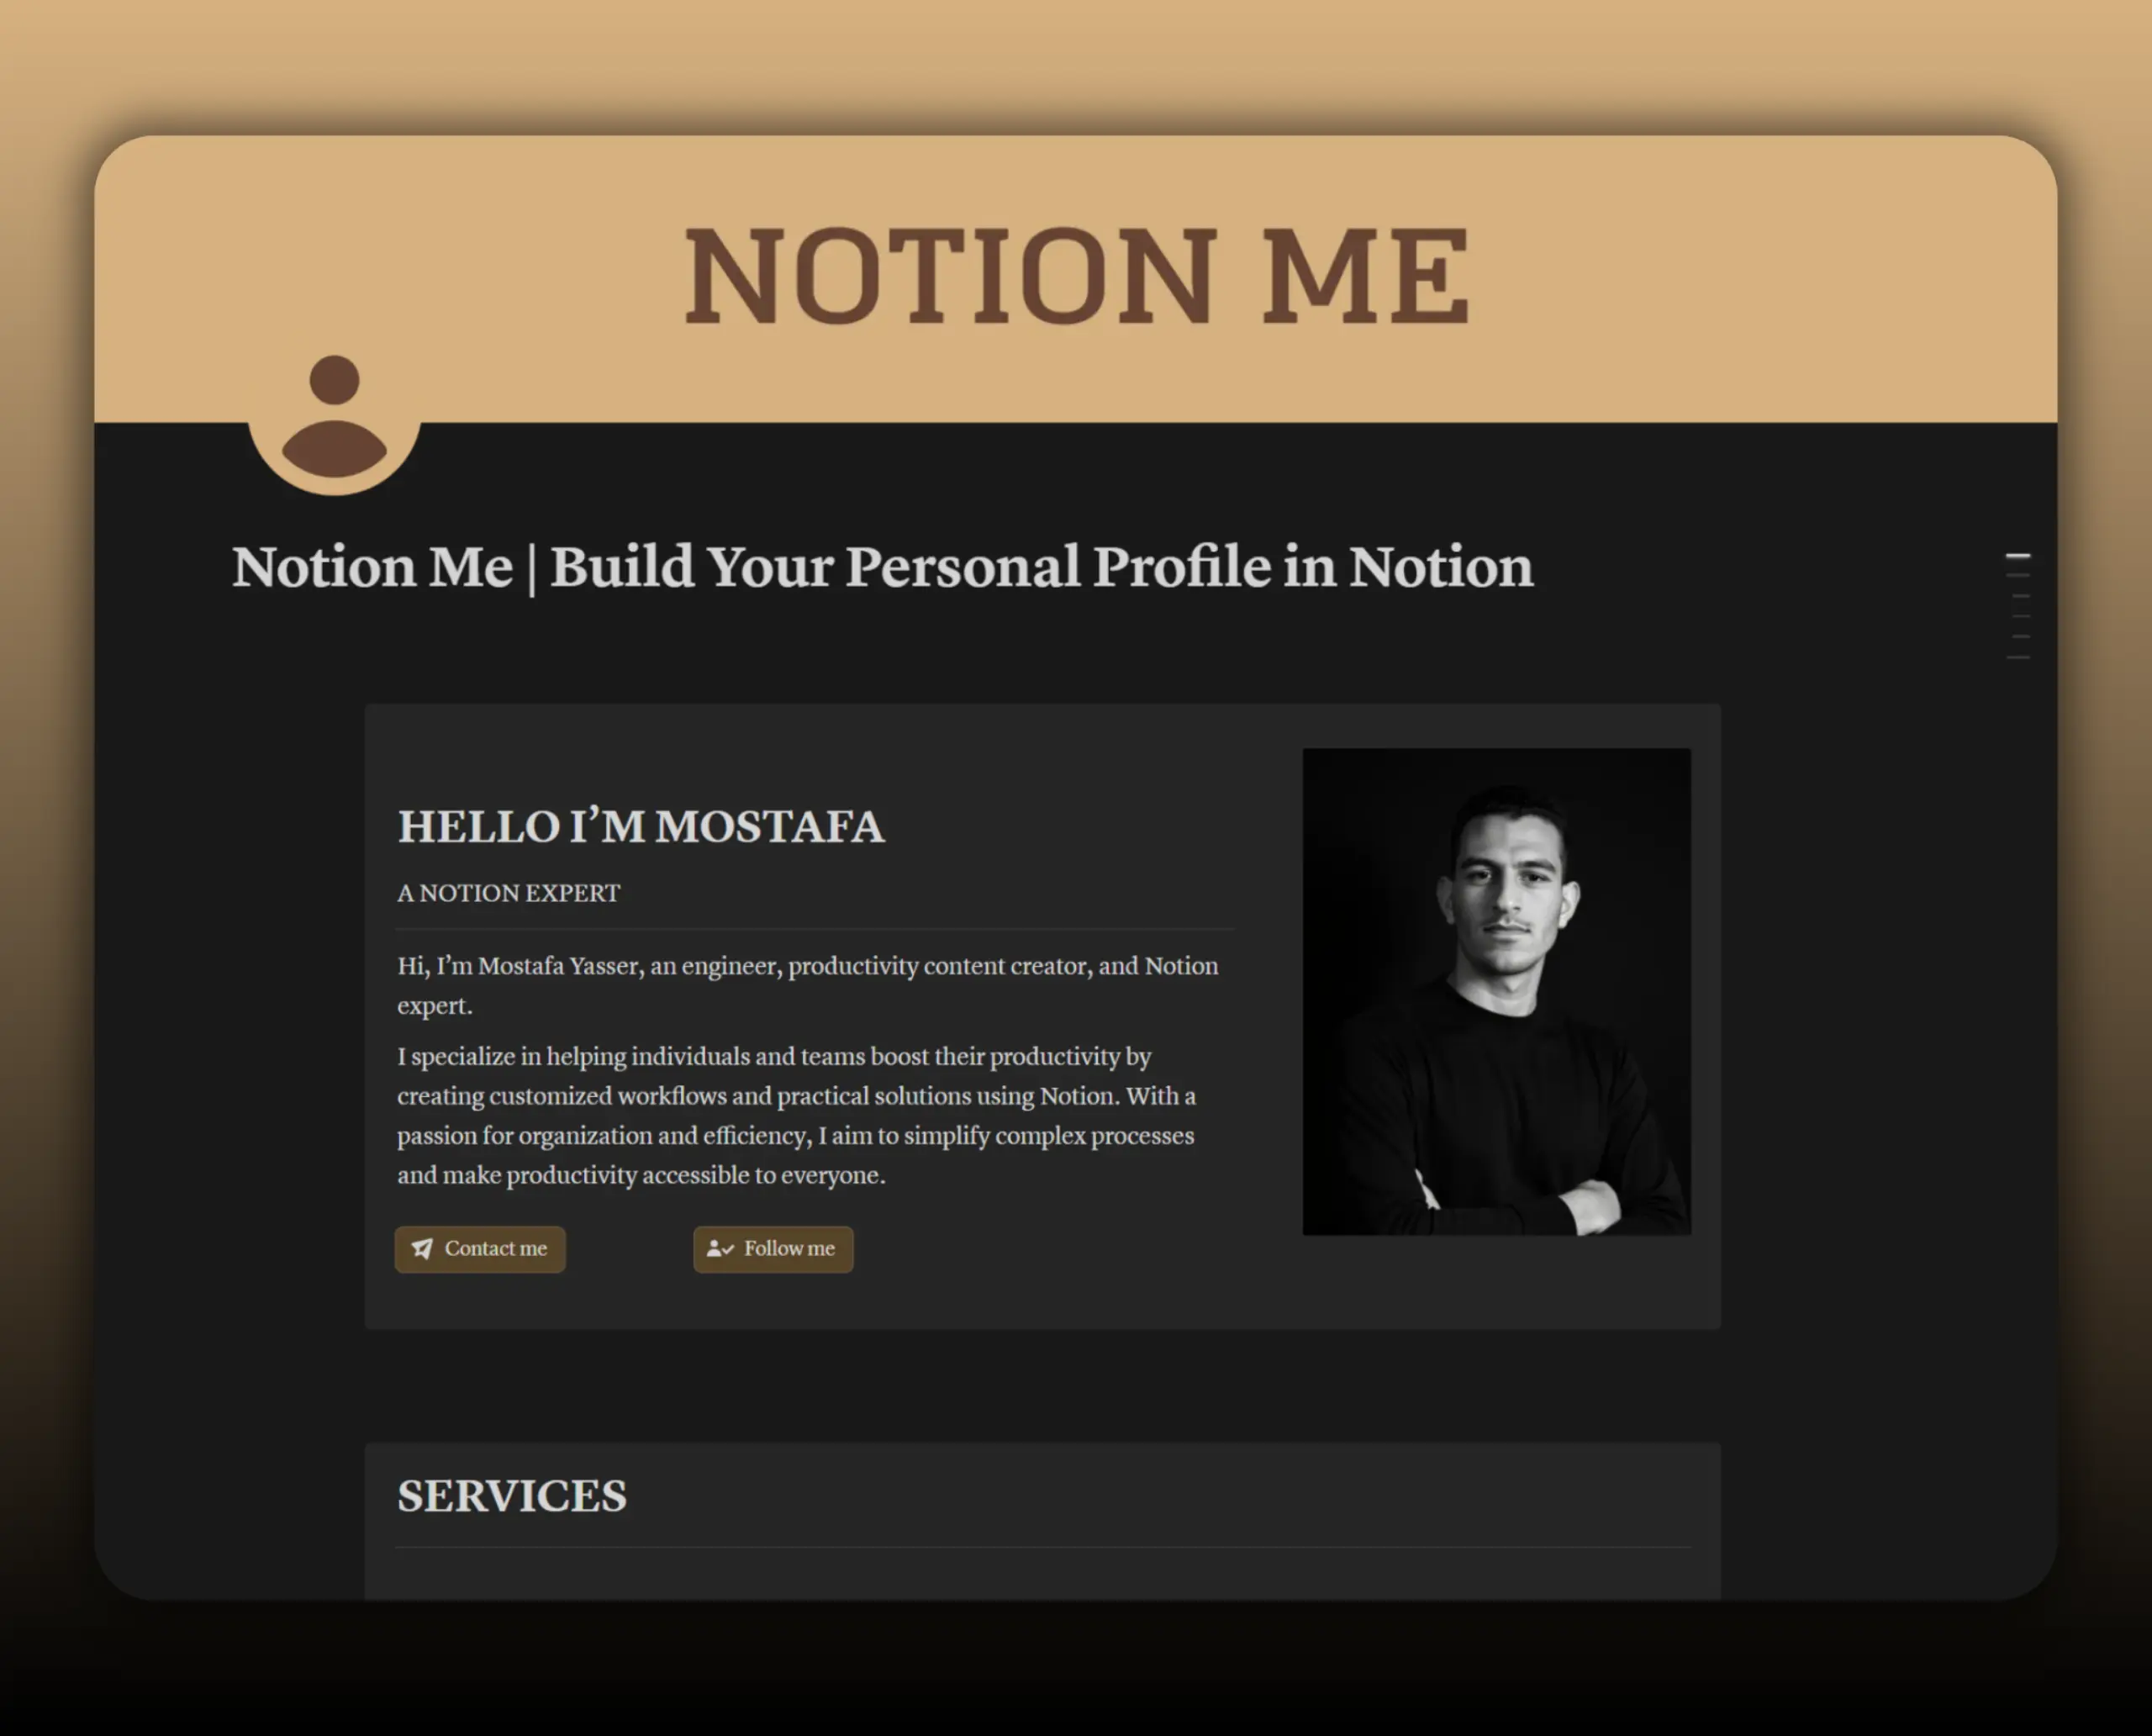 NOTION ME
Notion Me | Build Your Personal Profile in Notion
HELLO I’M MOSTAFA
A NOTION EXPERT
Hi, I’m Mostafa Yasser, an engineer, productivity content creator, and Notion
expert.
I specialize in helping individuals and teams boost their productivity by
creating customized workflows and practical solutions using Notion. With a
passion for organization and efficiency, I aim to simplify complex processes
and make productivity accessible to everyone.
Contact me
Follow me
SERVICES